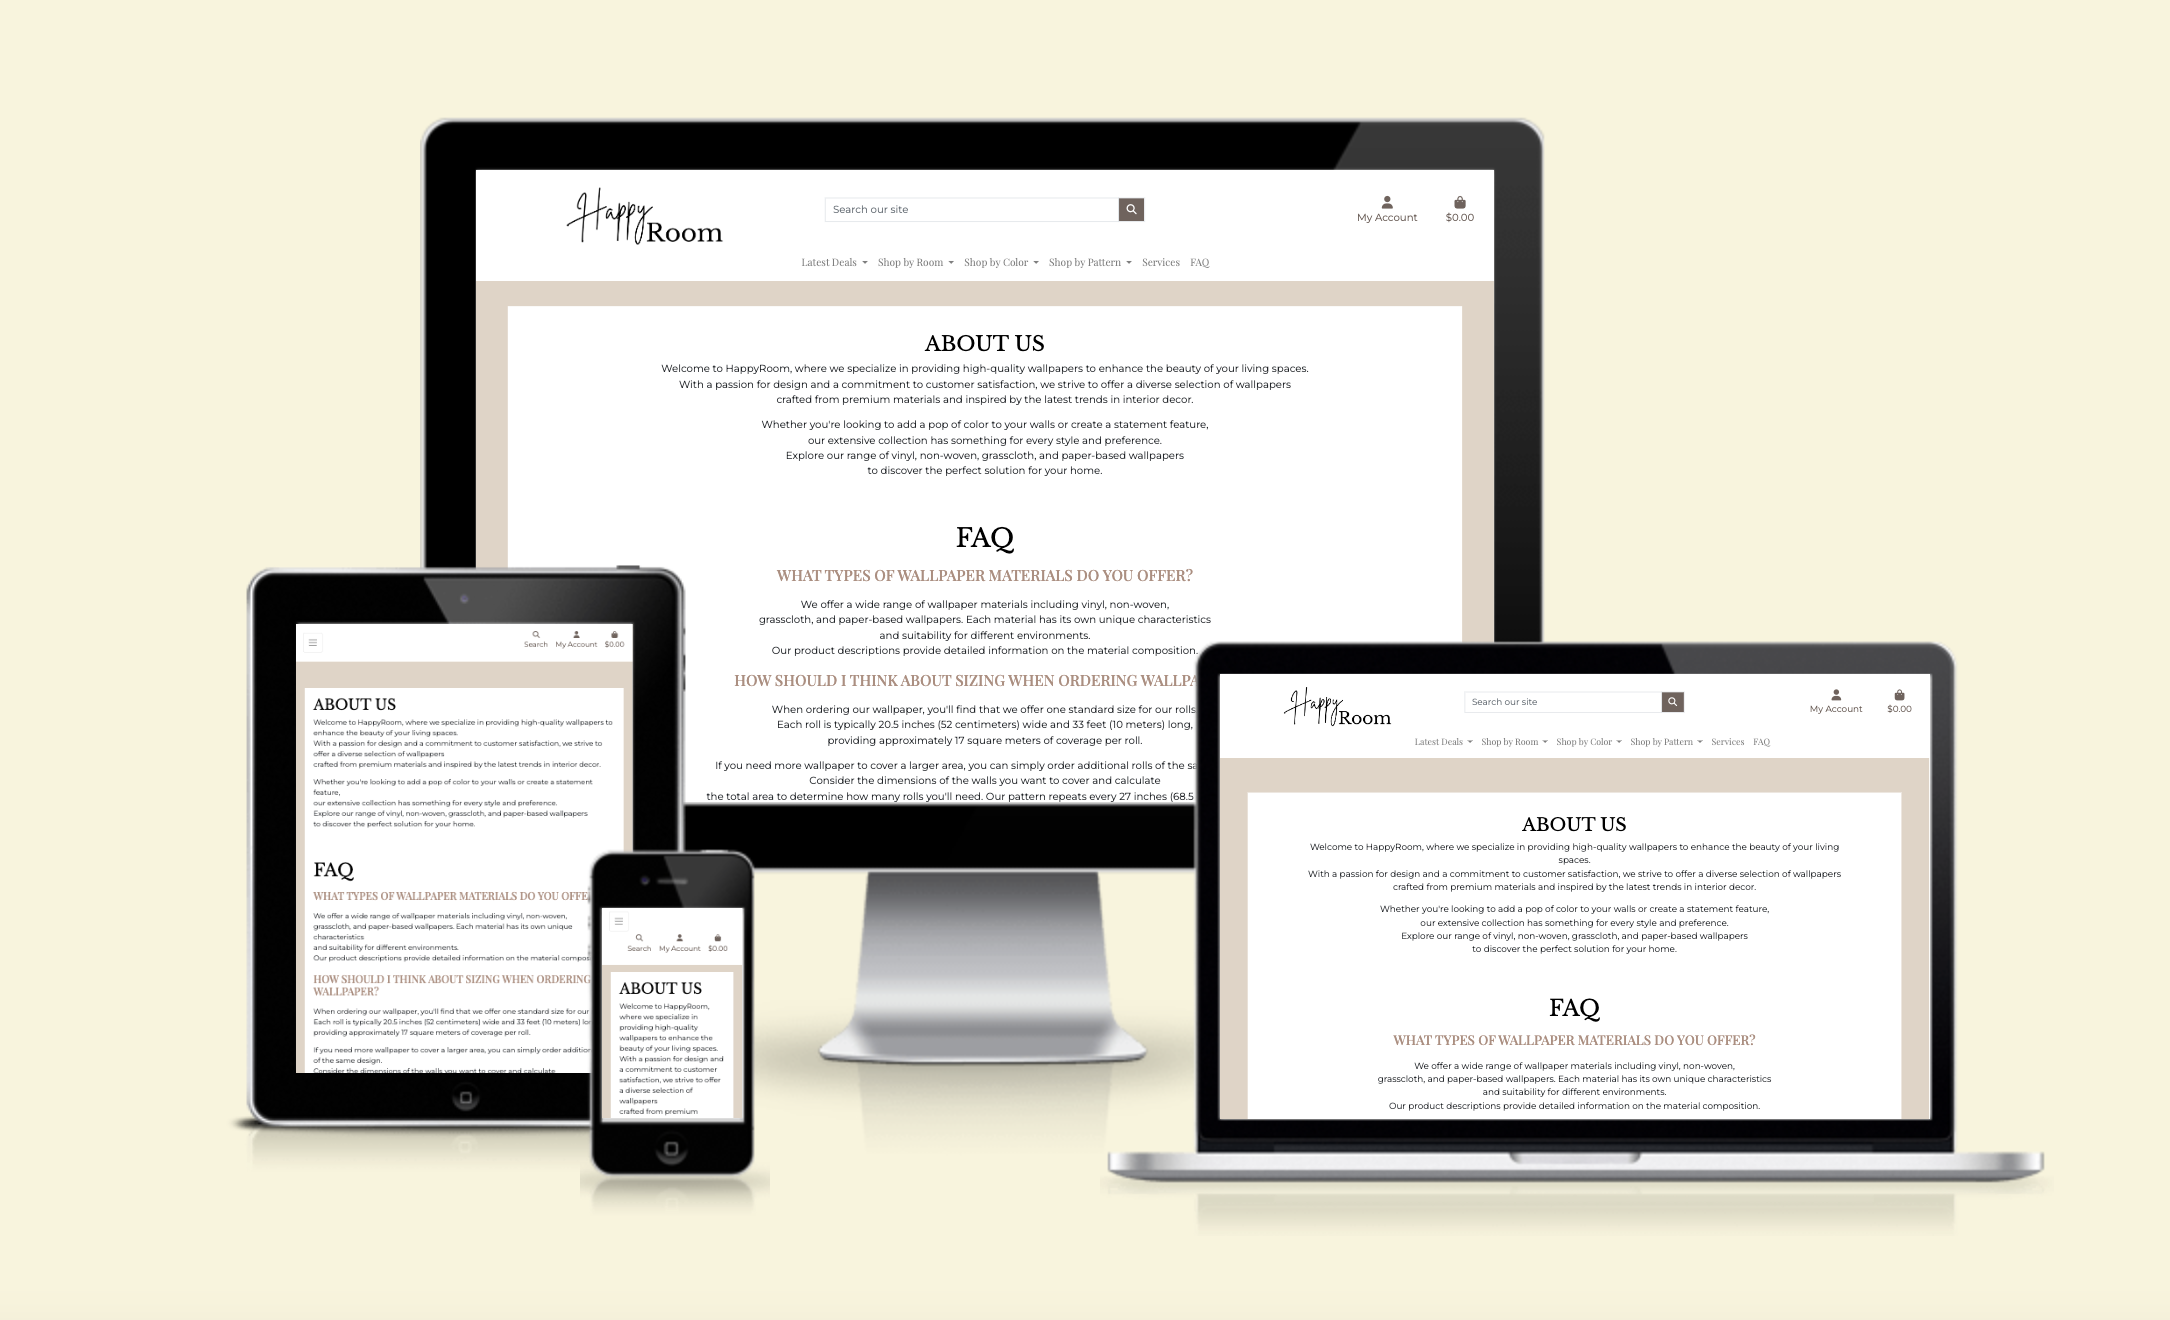 Happy
Room
Search our site
My Account
$0.00
Latest Deals
Shop by Room
Shop by Color
Shop by Pattern
Services
FAQ
ABOUT US
Welcome to HappyRoom, where we specialize in providing high-quality wallpapers to enhance the beauty of your living spaces.
With a passion for design and a commitment to customer satisfaction, we strive to offer a diverse selection of wallpapers
crafted from premium materials and inspired by the latest trends in interior decor.
Whether you're looking to add a pop of color to your walls or create a statement feature,
our extensive collection has something for every style and preference.
Explore our range of vinyl, non-woven, grasscloth, and paper-based wallpapers
to discover the perfect solution for your home.
FAQ
WHAT TYPES OF WALLPAPER MATERIALS DO YOU OFFER?
We offer a wide range of wallpaper materials including vinyl, non-woven,
grasscloth, and paper-based wallpapers. Each material has its own unique characteristics
and suitability for different environments.
Our product descriptions provide detailed information on the material composition.
HOW SHOULD I THINK ABOUT SIZING WHEN ORDERING WALLPA
When ordering our wallpaper, you'll find that we offer one standard size for our rolls
Each roll is typically 20.5 inches (52 centimeters) wide and 33 feet (10 meters) long,
providing approximately 17 square meters of coverage per roll.
If you need more wallpaper to cover a larger area, you can simply order additional rolls of the sa
Consider the dimensions of the walls you want to cover and calculate
the total area to determine how many rolls you'll need. Our pattern repeats every 27 inches (68.5
Search
My Account
$0.00
ABOUT US
Welcome to HappyRoom, where we specialize in providing high-quality wallpapers to
enhance the beauty of your living spaces.
With a passion for design and a commitment to customer satisfaction, we strive to
offer a diverse selection of wallpapers
crafted from premium materials and inspired by the latest trends in interior decor.
Whether you're looking to add a pop of color to your walls or create a statement
feature,
our extensive collection has something for every style and preference.
Explore our range of vinyl, non-woven, grasscloth, and paper-based wallpapers
to discover the perfect solution for your home.
FAQ
WHAT TYPES OF WALLPAPER MATERIALS DO YOU OFFE
We offer a wide range of wallpaper materials including vinyl, non-woven,
grasscloth, and paper-based wallpapers. Each material has its own unique
characteristics
and suitability for different environments.
Our product descriptions provide detailed information on the material compos
HOW SHOULD I THINK ABOUT SIZING WHEN ORDERING
WALLPAPER?
When ordering our wallpaper, you'll find that we offer one standard size for our
Each roll is typically 20.5 inches (52 centimeters) wide and 33 feet (10 meters) lo
providing approximately 17 square meters of coverage per roll.
If you need more wallpaper to cover a larger area, you can simply order addition
of the same design.
Consider the dimensions of the walls you want to cover and calculate
Search
My Account
$0.00
ABOUT US
Welcome to HappyRoom,
where we specialize in
providing high-quality
wallpapers to enhance the
beauty of your living spaces.
With a passion for design and
a commitment to customer
satisfaction, we strive to offer
a diverse selection of
wallpapers
crafted from premium
Happy
Room
Search our site
My Account
$0.00
Latest Deals
Shop by Room
Shop by Color
Shop by Pattern
Services
FAQ
ABOUT US
Welcome to HappyRoom, where we specialize in providing high-quality wallpapers to enhance the beauty of your living
spaces.
With a passion for design and a commitment to customer satisfaction, we strive to offer a diverse selection of wallpapers
crafted from premium materials and inspired by the latest trends in interior decor.
Whether you're looking to add a pop of color to your walls or create a statement feature,
our extensive collection has something for every style and preference.
Explore our range of vinyl, non-woven, grasscloth, and paper-based wallpapers
to discover the perfect solution for your home.
FAQ
WHAT TYPES OF WALLPAPER MATERIALS DO YOU OFFER?
We offer a wide range of wallpaper materials including vinyl, non-woven,
grasscloth, and paper-based wallpapers. Each material has its own unique characteristics
and suitability for different environments.
Our product descriptions provide detailed information on the material composition.